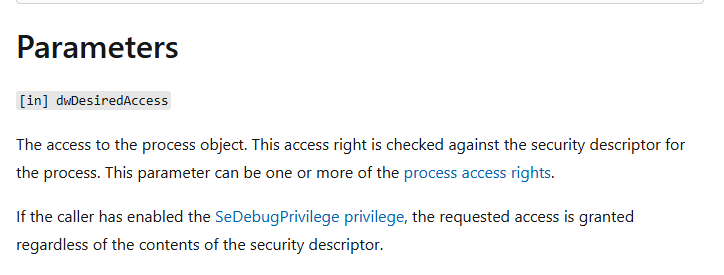 Parameters
[in] dwDesiredAccess
The access to the process object. This access right is checked against the security descriptor for
the process. This parameter can be one or more of the process access rights.
If the caller has enabled the SeDebugPrivilege privilege, the requested access is granted
regardless of the contents of the security descriptor.